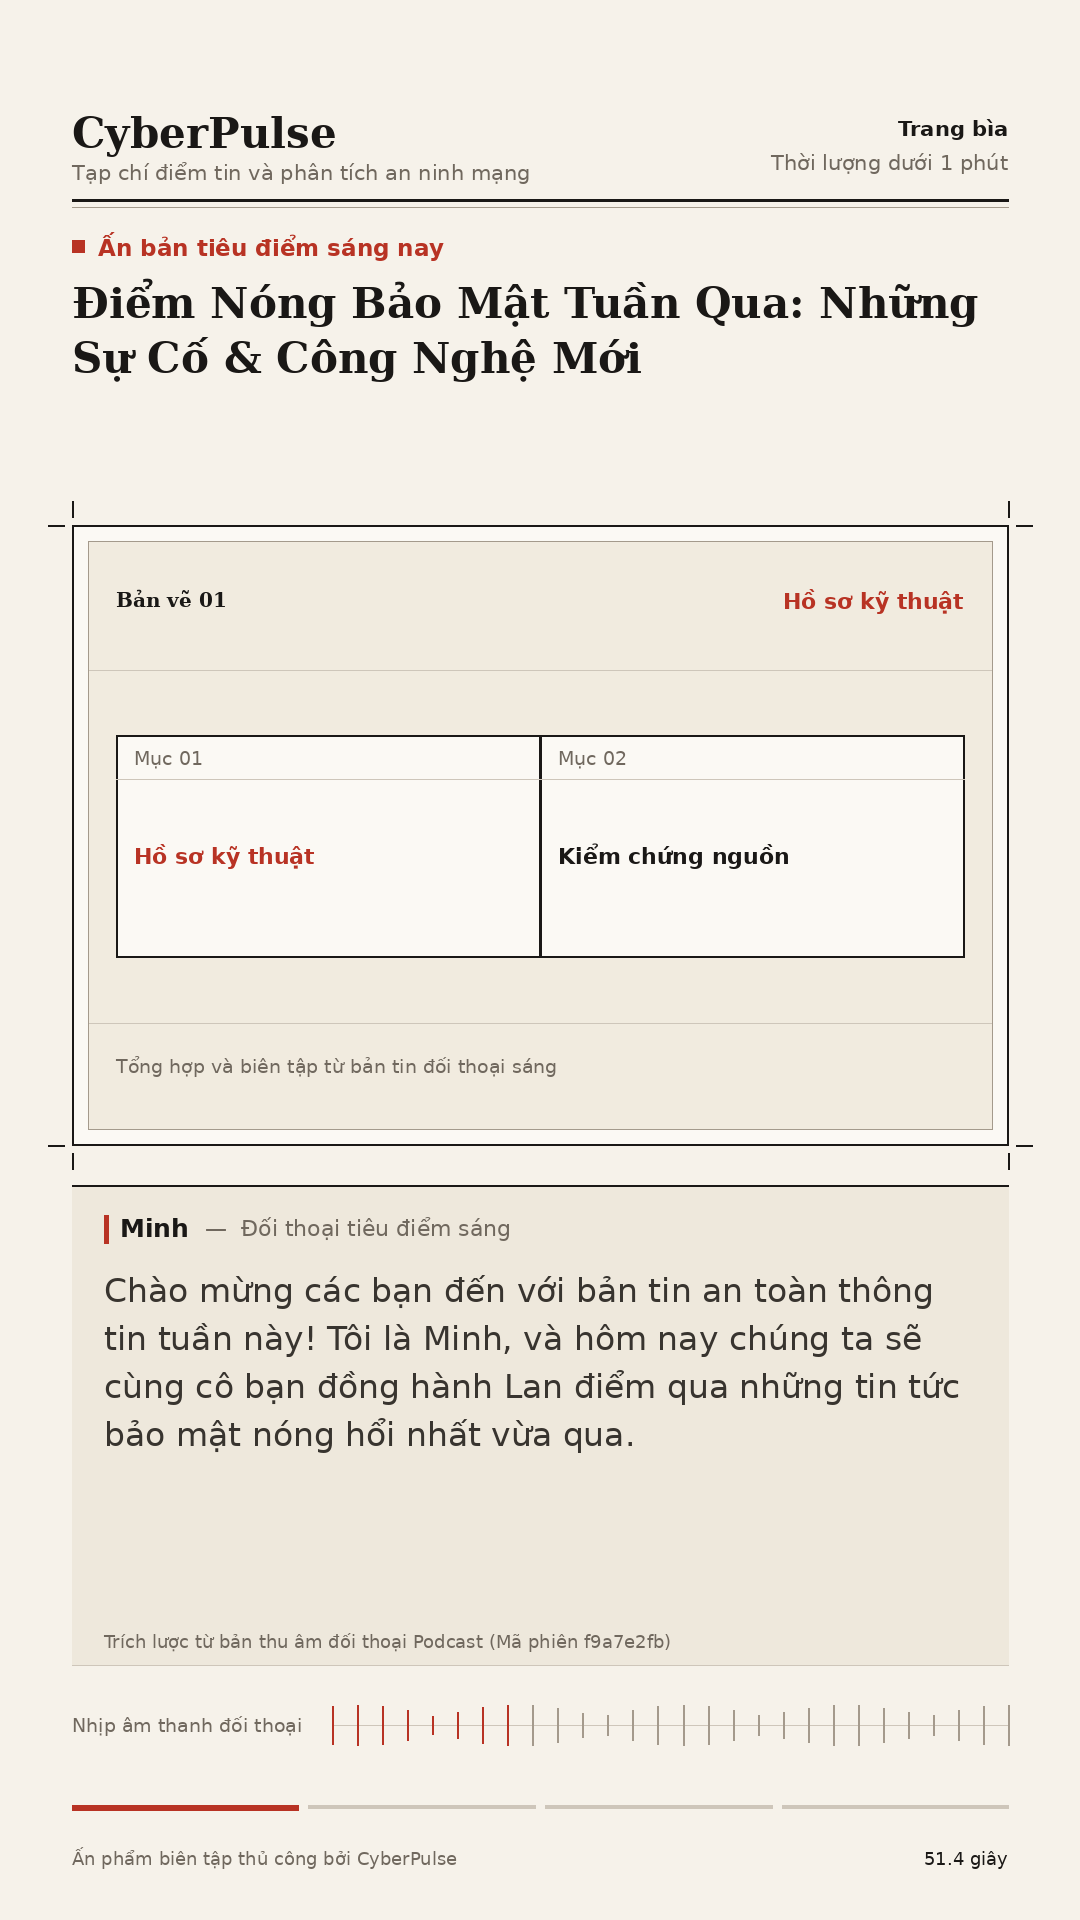 CyberPulse
Tạp chí điểm tin và phân tích an ninh mạng
Trang bìa
Thời lượng dưới 1 phút
Ấn bản tiêu điểm sáng nay
Điểm Nóng Bảo Mật Tuần Qua: Những
Sự Cố & Công Nghệ Mới
Bản vẽ 01
Hồ sơ kỹ thuật
Mục 01
Mục 02
Hồ sơ kỹ thuật
Kiểm chứng nguồn
Tổng hợp và biên tập từ bản tin đối thoại sáng
Minh — Đối thoại tiêu điểm sáng
Chào mừng các bạn đến với bản tin an toàn thông
tin tuần này! Tôi là Minh, và hôm nay chúng ta sẽ
cùng cô bạn đồng hành Lan điểm qua những tin tức
bảo mật nóng hổi nhất vừa qua.
Trích lược từ bản thu âm đối thoại Podcast (Mã phiên f9a7e2fb)
Nhịp âm thanh đối thoại
Ấn phẩm biên tập thủ công bởi CyberPulse
51.4 giây